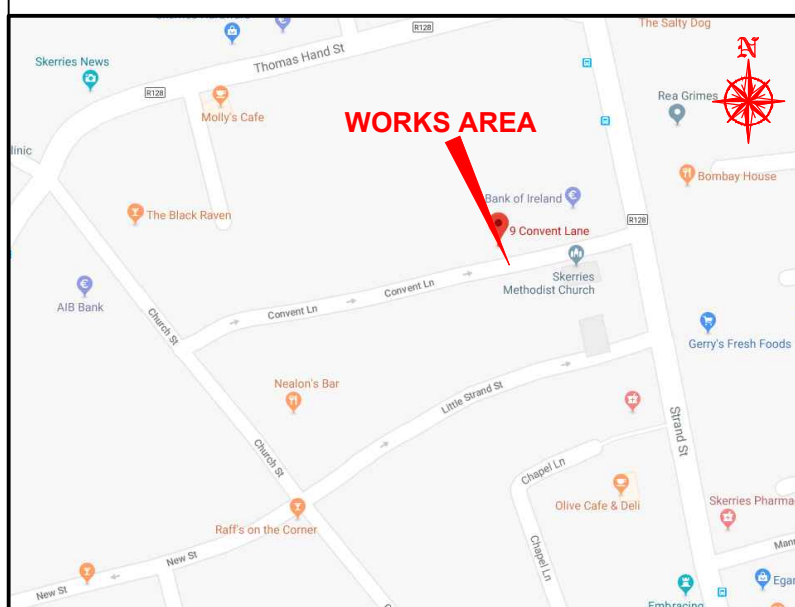 The Salty Dog
R128
Skerries News
Thomas Hand St
N
R128
Rea Grimes
Molly's Cafe
WORKS AREA
linic
Bombay House
Bank of Ireland
The Black Raven
R128
9 Convent Lane
Skerries
Methodist Church
AIB Bank
Convent Ln
Convent Ln
Church St
Gerry's Fresh Foods
Nealon's Bar
Little Strand St
Strand St
Church St
Chapel Ln
Olive Cafe & Deli
Skerries Pharma
Raff's on the Corner
Chapel Ln
New St
Mann
New St
Egan
Embracing